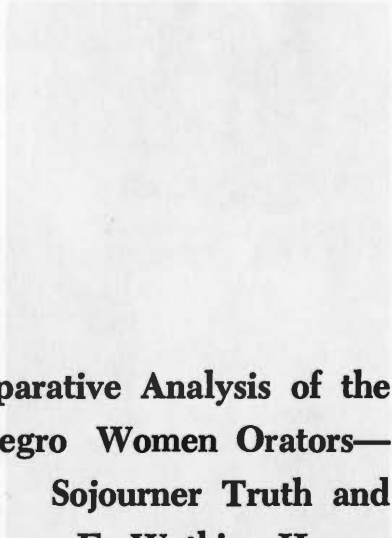 parative Analysis of the
egro Women Orators—
Sojourner Truth and